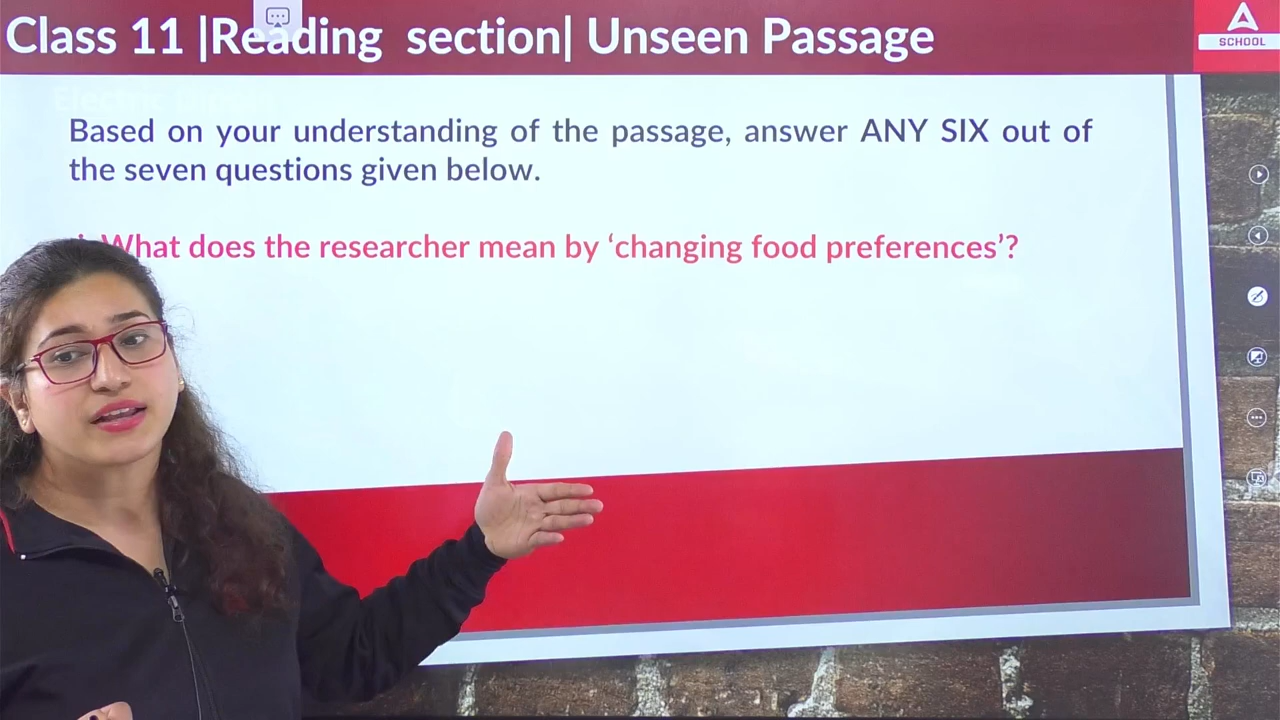 Class 11 |Reading section| Unseen Passage
SCHOOL
Based on your understanding of the passage, answer ANY SIX out of
the seven questions given below.
What does the researcher mean by ‘changing food preferences’?